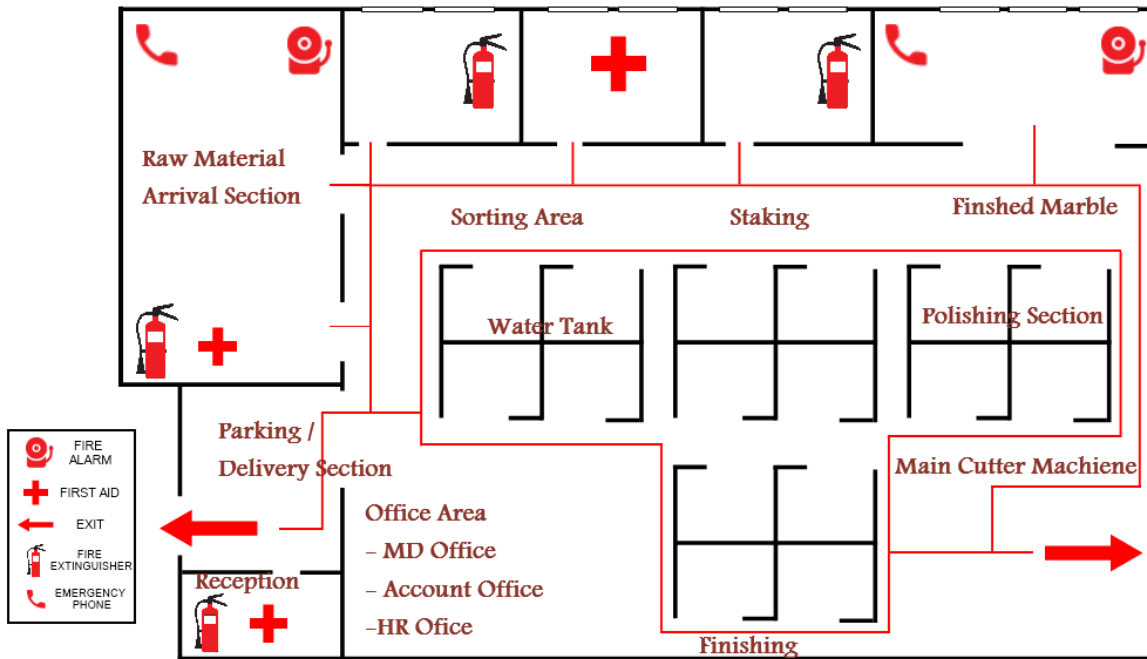 Raw Material
Arrival Section
Sorting Area
Staking
Finshed Marble
Water Tank
Polishing Section
Parking /
Delivery Section
Main Cutter Machiene
Office Area
- MD Office
- Account Office
-HR Ofice
Reception
Finishing
FIRE
ALARM
FIRST AID
EXIT
FIRE
EXTINGUISHER
EMERGENCY
PHONE